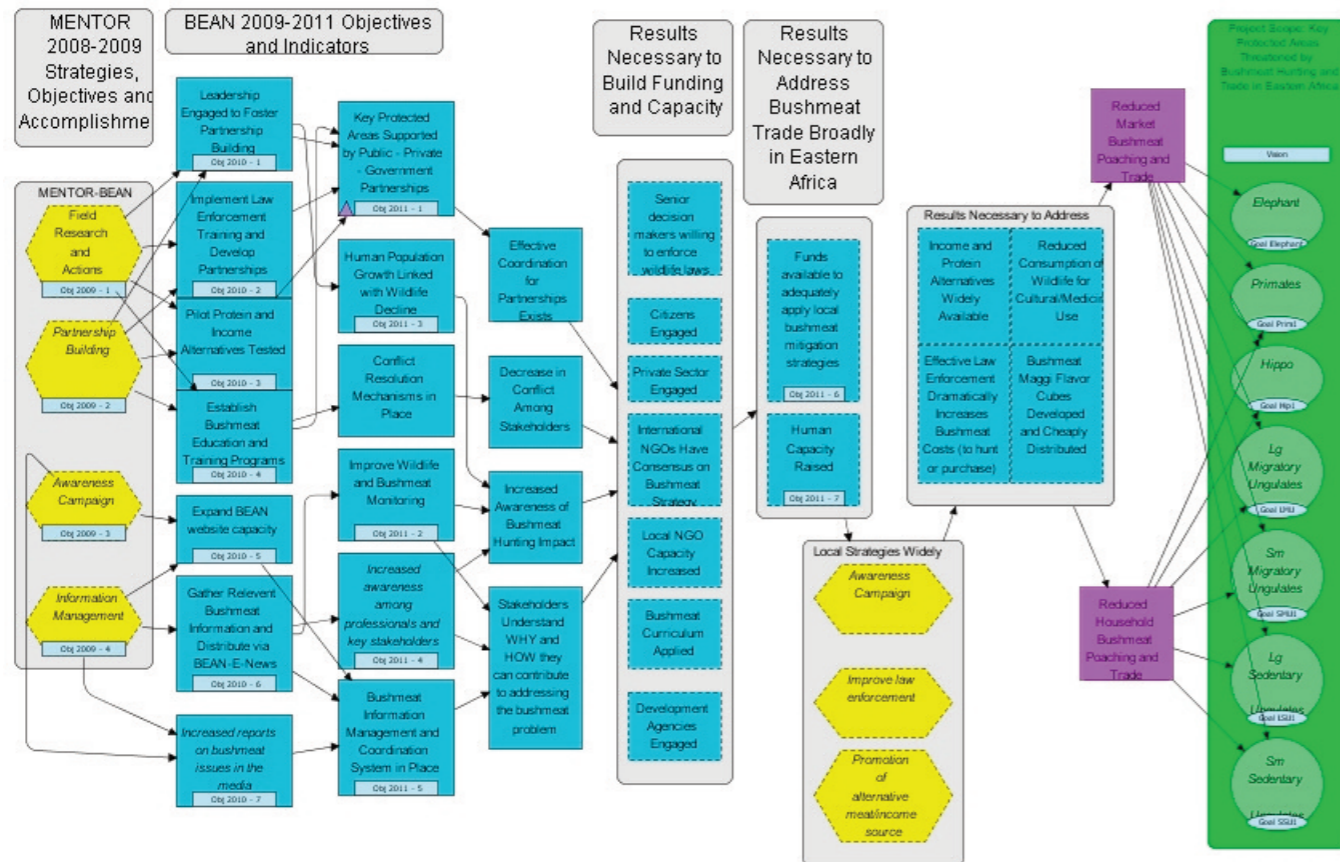 MENTOR
2008-2009
Strategies,
Objectives and
Accomplishme
BEAN 2009-2011 Objectives
and Indicators
Results
Necessary to
Build Funding
and Capacity
Results
Necessary to
Address
Bushmeat
Trade Broadly
in Eastern
Africa
Project Scope: Key
Protected Areas
Threatened by
Bushmeat Hunting and
Trade in Eastern Africa
MENTOR-BEAN
Field
Research
and
Actions
Obj 2009 - 1
Partnership
Building
Obj 2009 - 2
Awareness
Campaign
Obj 2009 - 3
Information
Management
Obj 2009 - 4
Leadership
Engaged to Foster
Partnership
Building
Obj 2010 - 1
Implement Law
Enforcement
Training and
Develop
Partnerships
Obj 2010 - 2
Pilot Protein and
Income
Alternatives Tested
Obj 2010 - 3
Establish
Bushmeat
Education and
Training Programs
Obj 2010 - 4
Expand BEAN
website capacity
Obj 2010 - 5
Gather Relevent
Bushmeat
Information and
Distribute via
BEAN-E-News
Obj 2010 - 6
Increased reports
on bushmeat
issues in the
media
Obj 2010 - 7
Key Protected
Areas Supported
by Public - Private
- Government
Partnerships
Obj 2011 - 1
Human Population
Growth Linked
with Wildlife
Decline
Obj 2011 - 3
Conflict
Resolution
Mechanisms in
Place
Improve Wildlife
and Bushmeat
Monitoring
Obj 2011 - 2
Increased
awareness
among
professionals and
key stakeholders
Obj 2011 - 4
Bushmeat
Information
Management and
Coordination
System in Place
Obj 2011 - 5
Effective
Coordination
for
Partnerships
Exists
Decrease in
Conflict
Among
Stakeholders
Increased
Awareness of
Bushmeat
Hunting Impact
Stakeholders
Understand
WHY and
HOW they
can contribute
to addressing
the bushmeat
problem
Senior
decision
makers willing
to enforce
wildlife laws
Citizens
Engaged
Private Sector
Engaged
International
NGOs Have
Consensus on
Bushmeat
Strategy
Local NGO
Capacity
Increased
Bushmeat
Curriculum
Applied
Development
Agencies
Engaged
Funds
available to
adequately
apply local
bushmeat
mitigation
strategies
Obj 2011 - 6
Human
Capacity
Raised
Obj 2011 - 7
Local Strategies Widely
Awareness
Campaign
Improve law
enforcement
Promotion
of
alternative
meat/income
source
Results Necessary to Address
Income and
Protein
Alternatives
Widely
Available
Reduced
Consumption of
Wildlife for
Cultural/Medicin
Use
Effective Law
Enforcement
Dramatically
Increases
Bushmeat
Costs (to hunt
or purchase)
Bushmeat
Maggi Flavor
Cubes
Developed
and Cheaply
Distributed
Reduced
Market
Bushmeat
Poaching and
Trade
Reduced
Household
Bushmeat
Poaching and
Trade
Vision
Elephant
Goal Elephant
Primates
Goal Prim1
Hippo
Goal Hip1
Lg
Migratory
Ungulates
Goal LMU
Sm
Migratory
Ungulates
Goal SMU1
Lg
Sedentary
Ungulates
Goal LSU1
Sm
Sedentary
Ungulates
Goal SSU1